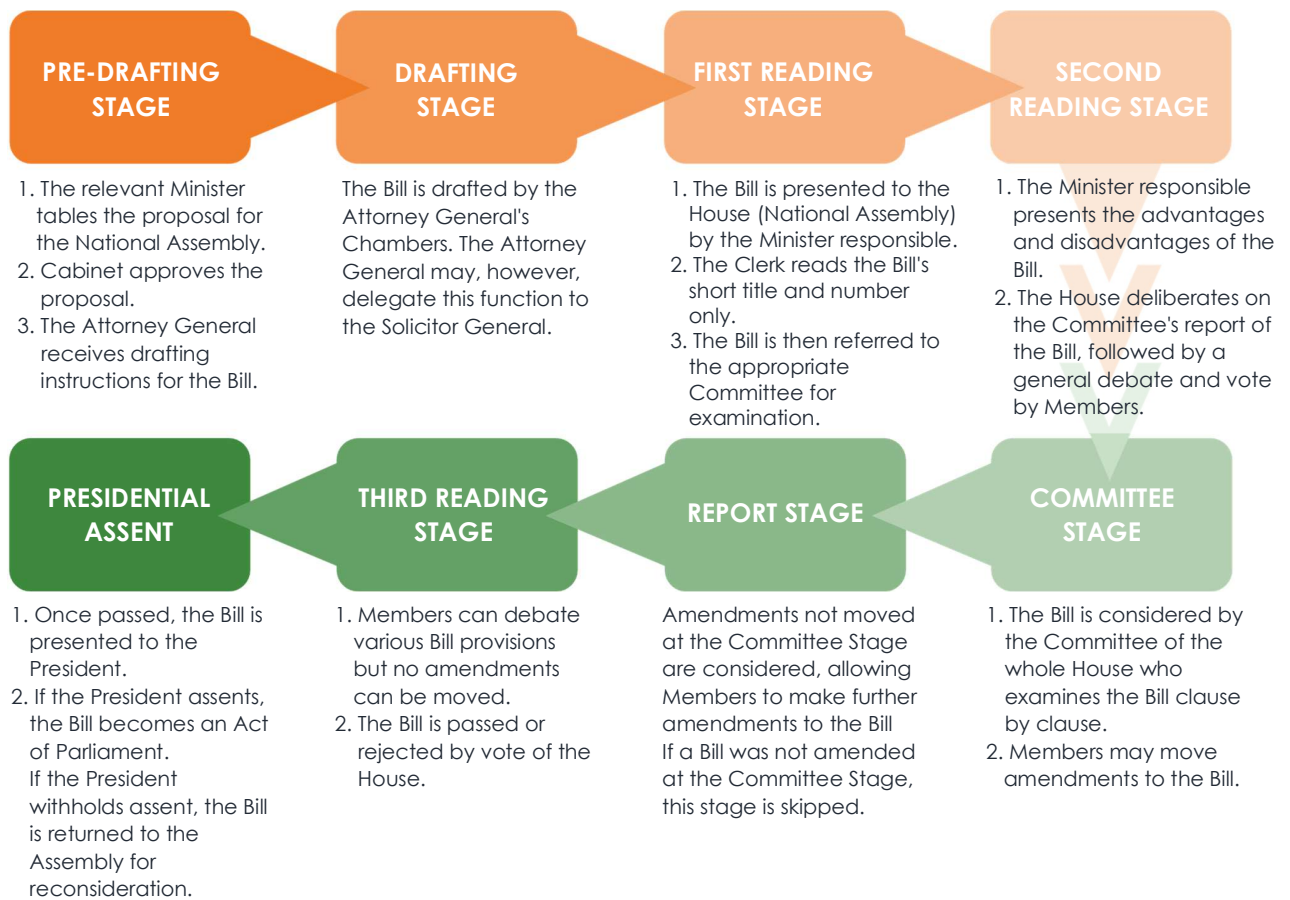 PRE-DRAFTING
STAGE
1. The relevant Minister
tables the proposal for
the National Assembly.
2. Cabinet approves the
proposal.
3. The Attorney General
receives drafting
instructions for the Bill.
DRAFTING
STAGE
The Bill is drafted by the
Attorney General's
Chambers. The Attorney
General may, however,
delegate this function to
the Solicitor General.
FIRST READING
STAGE
1. The Bill is presented to the
House (National Assembly)
by the Minister responsible.
2. The Clerk reads the Bill's
short title and number
only.
3. The Bill is then referred to
the appropriate
Committee for
examination.
SECOND
READING STAGE
1. The Minister responsible
presents the advantages
and disadvantages of the
Bill.
2. The House deliberates on
the Committee's report of
the Bill, followed by a
general debate and vote
by Members.
COMMITTEE
STAGE
1. The Bill is considered by
the Committee of the
whole House who
examines the Bill clause
by clause.
2. Members may move
amendments to the Bill.
REPORT STAGE
Amendments not moved
at the Committee Stage
are considered, allowing
Members to make further
amendments to the Bill
If a Bill was not amended
at the Committee Stage,
this stage is skipped.
THIRD READING
STAGE
1. Members can debate
various Bill provisions
but no amendments
can be moved.
2. The Bill is passed or
rejected by vote of the
House.
PRESIDENTIAL
ASSENT
1. Once passed, the Bill is
presented to the
President.
2. If the President assents,
the Bill becomes an Act
of Parliament.
If the President
withholds assent, the Bill
is returned to the
Assembly for
reconsideration.